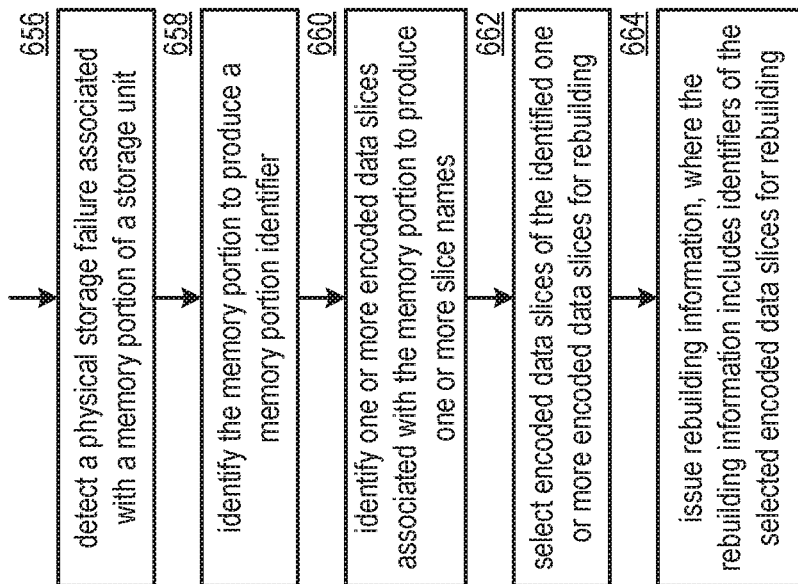 656
detect a physical storage failure associated
with a memory portion of a storage unit
658
identify the memory portion to produce a
memory portion identifier
660
identify one or more encoded data slices
associated with the memory portion to produce
one or more slice names
662
select encoded data slices of the identified one
or more encoded data slices for rebuilding
664
issue rebuilding information, where the
rebuilding information includes identifiers of the
selected encoded data slices for rebuilding